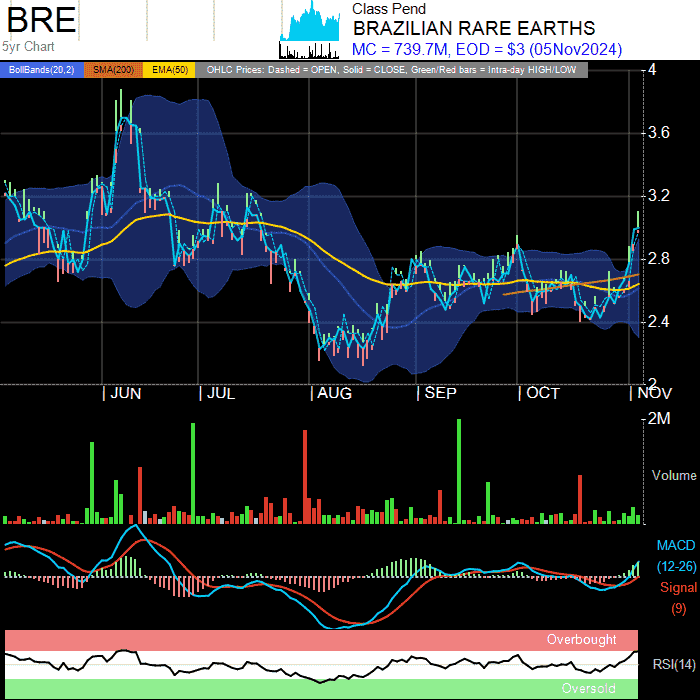 BRE
Class Pend
BRAZILIAN RARE EARTHS
5yr Chart
MC = 739.7M, EOD = $3 (05Nov2024)
BollBands(20,2) SMA(200) EMA(50) OHLC Prices: Dashed = OPEN, Solid = CLOSE, Green/Red bars = Intra-day HIGH/LOW
4
3.6
3.2
2.8
2.4
2
JUN JUL AUG SEP OCT NOV
2M
Volume
MACD
(12-26)
Signal
(9)
Overbought
RSI(14)
Oversold